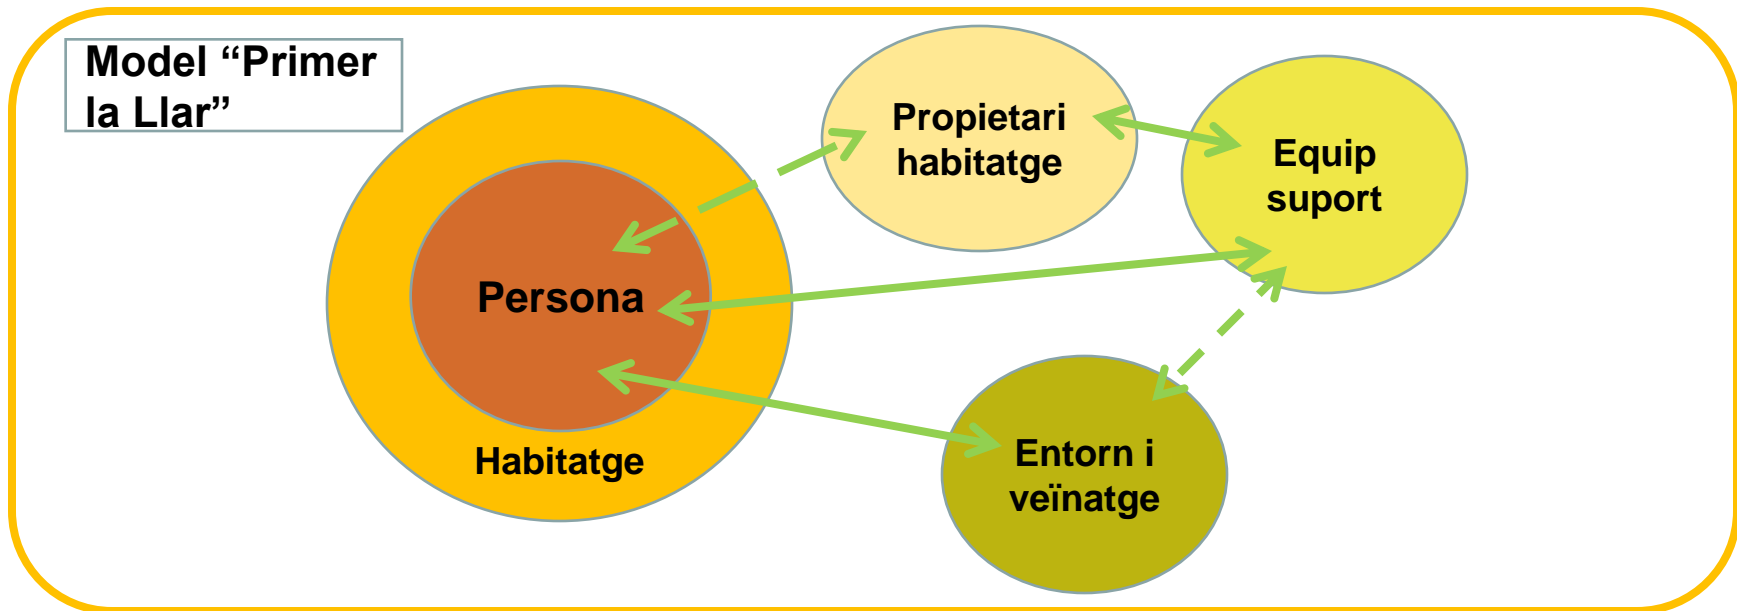 Model “Primer
la Llar”
Propietari
habitatge
Equip
suport
Persona
Habitatge
Entorn i
veïnatge